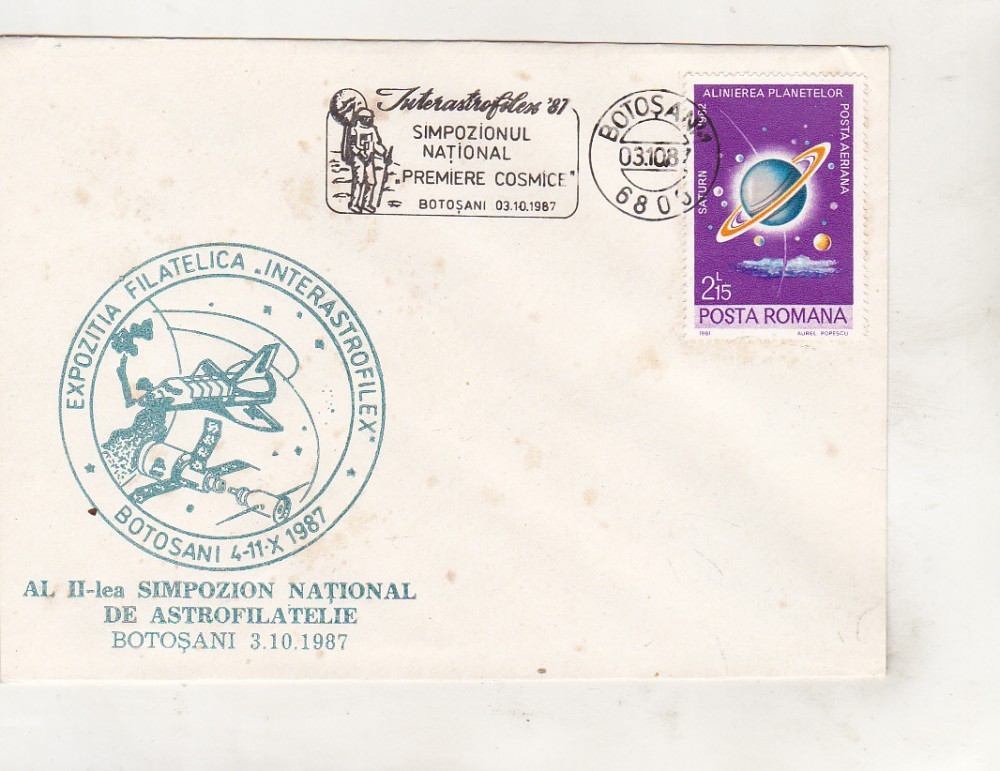 Interastrofilex '87
SIMPOZIONUL
NAȚIONAL
„PREMIERE COSMICE"
BOTOȘANI 03.10.1987
BOTOȘANI
03.10.87
6800
ALINIEREA PLANETELOR
1982
SATURN
POSTA AERIANA
2L15
POSTA ROMANA
1981 AUREL POPESCU
EXPOZITIA FILATELICA „INTERASTROFILEX"
BOTOSANI 4-11-X 1987
AL II-lea SIMPOZION NAȚIONAL
DE ASTROFILATELIE
BOTOȘANI 3.10.1987